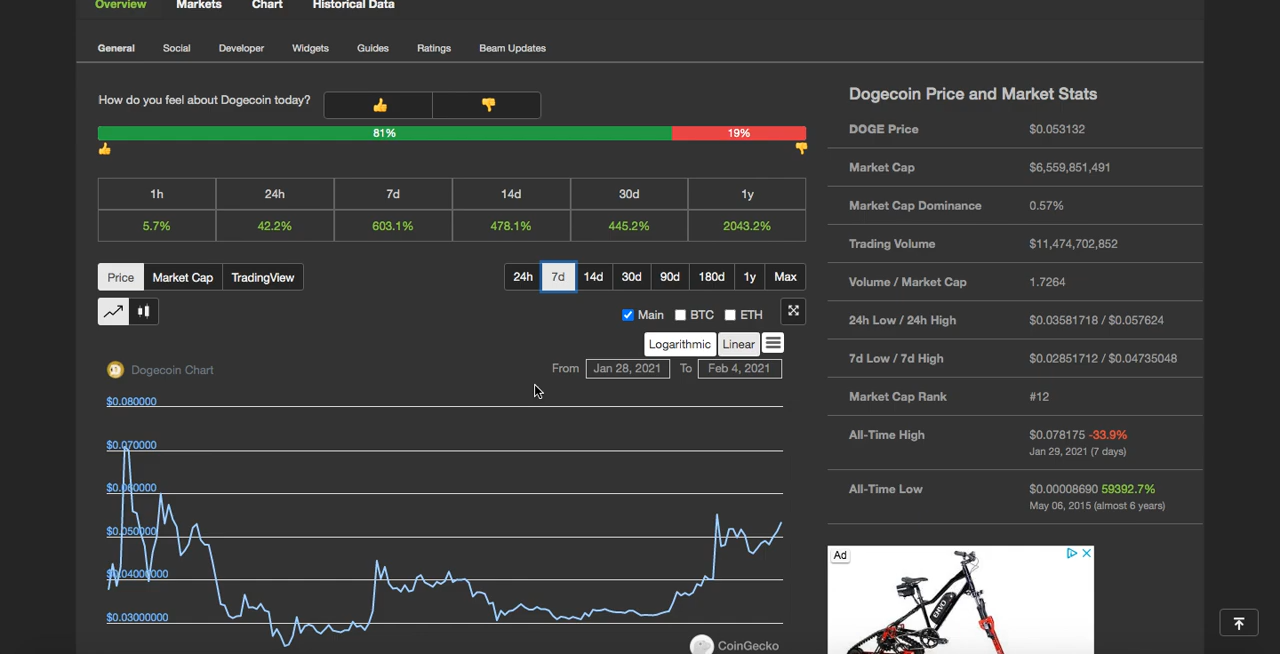 Overview Markets Chart Historical Data
General Social Developer Widgets Guides Ratings Beam Updates
How do you feel about Dogecoin today?
81% 19%
1h 24h 7d 14d 30d 1y
5.7% 42.2% 603.1% 478.1% 445.2% 2043.2%
Price Market Cap TradingView
24h 7d 14d 30d 90d 180d 1y Max
Main BTC ETH
Logarithmic Linear
Dogecoin Chart
From Jan 28, 2021 To Feb 4, 2021
$0.080000
$0.070000
$0.060000
$0.050000
$0.04000000
$0.03000000
CoinGecko
Dogecoin Price and Market Stats
DOGE Price $0.053132
Market Cap $6,559,851,491
Market Cap Dominance 0.57%
Trading Volume $11,474,702,852
Volume / Market Cap 1.7264
24h Low / 24h High $0.03581718 / $0.057624
7d Low / 7d High $0.02851712 / $0.04735048
Market Cap Rank #12
All-Time High $0.078175 -33.9%
Jan 29, 2021 (7 days)
All-Time Low $0.00008690 59392.7%
May 06, 2015 (almost 6 years)
Ad